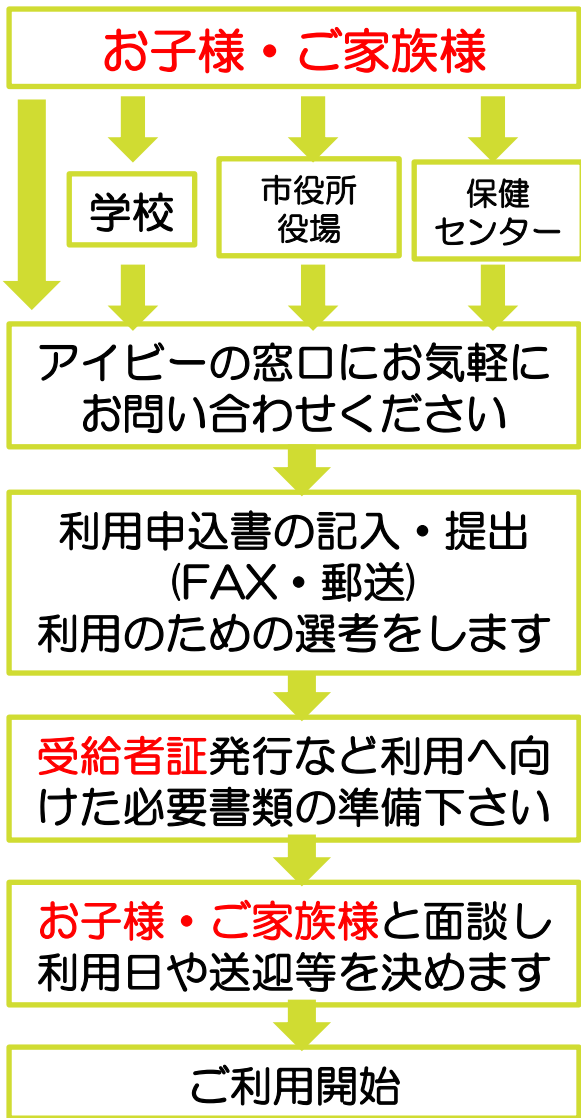 お子様・ご家族様
学校
市役所
役場
保健
センター
アイビーの窓口にお気軽に
お問い合わせください
利用申込書の記入・提出
(FAX・郵送)
利用のための選考をします
受給者証発行など利用へ向
けた必要書類の準備下さい
お子様・ご家族様と面談し
利用日や送迎等を決めます
ご利用開始